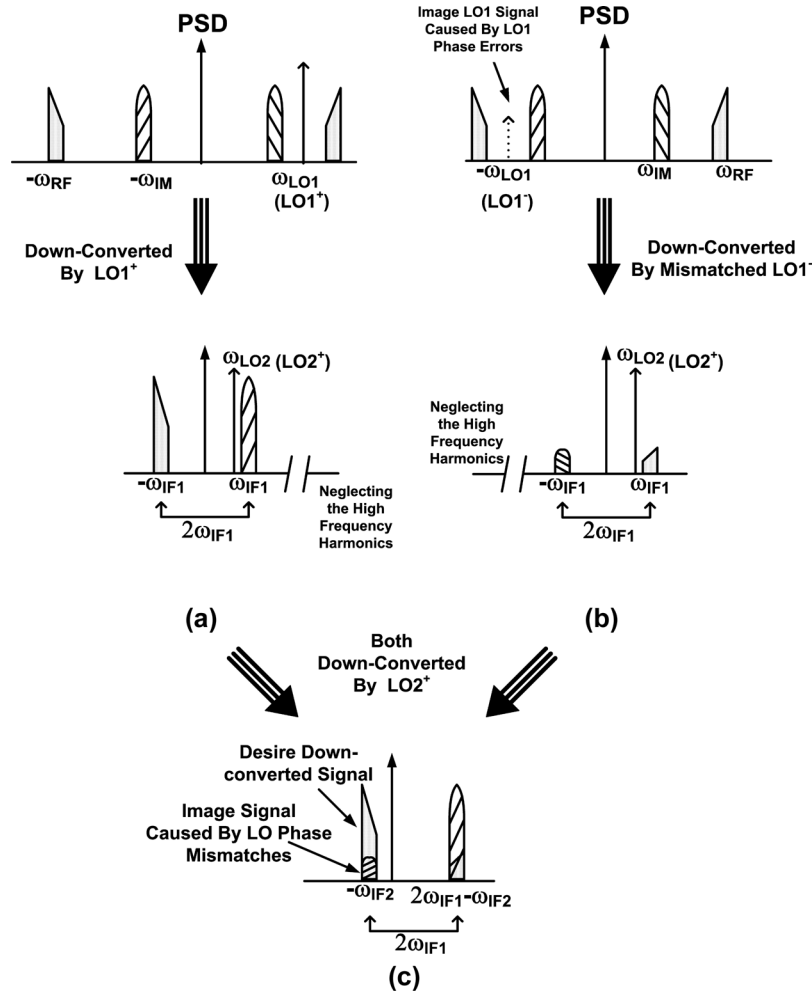 PSD
-ωRF
-ωIM
ωLO1
(LO1+)
Down-Converted
By LO1+
ωLO2 (LO2+)
-ωIF1
ωIF1
2ωIF1
Neglecting
the High
Frequency
Harmonics
(a)
Image LO1 Signal
Caused By LO1
Phase Errors
PSD
-ωLO1
(LO1-)
ωIM
ωRF
Down-Converted
By Mismatched LO1-
ωLO2 (LO2+)
Neglecting
the High
Frequency
Harmonics
-ωIF1
ωIF1
2ωIF1
(b)
Both
Down-Converted
By LO2+
Desire Down-
converted Signal
Image Signal
Caused By LO Phase
Mismatches
-ωIF2
2ωIF1-ωIF2
2ωIF1
(c)